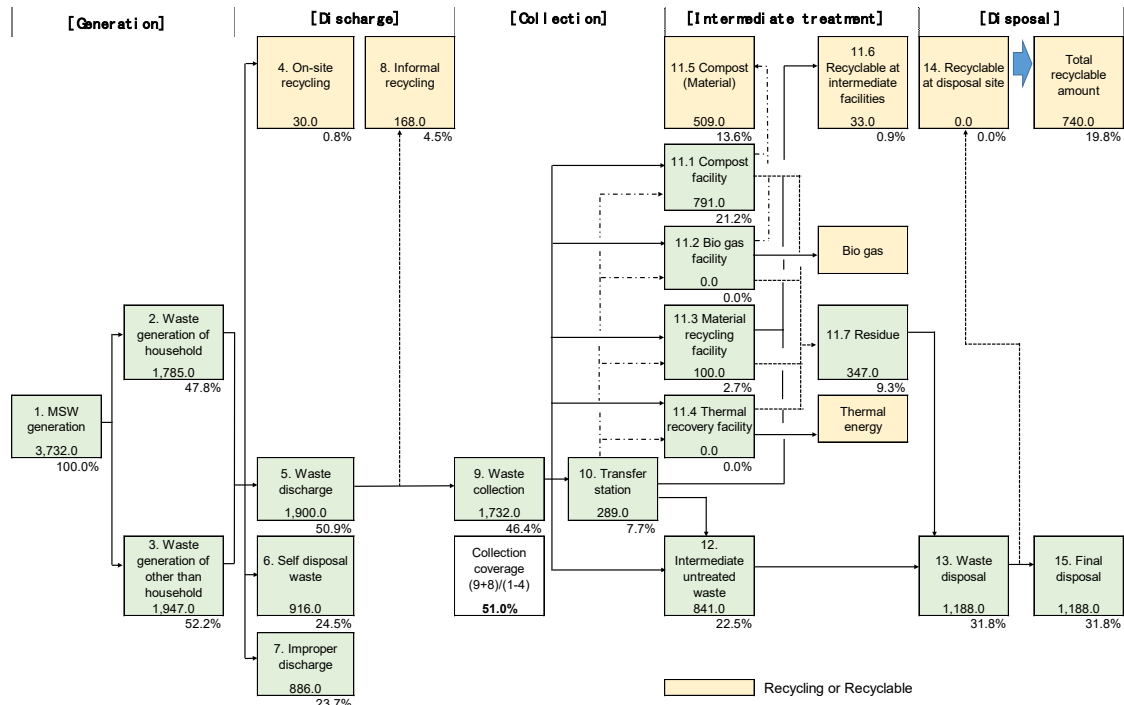 [Generation]
[Discharge]
[Collection]
[Intermediate treatment]
[Disposal]
4. On-site
recycling
30.0
0.8%
8. Informal
recycling
168.0
4.5%
11.5 Compost
(Material)
509.0
13.6%
11.6
Recyclable at
intermediate
facilities
33.0
0.9%
14. Recyclable
at disposal site
0.0
0.0%
Total
recyclable
amount
740.0
19.8%
11.1 Compost
facility
791.0
21.2%
11.2 Bio gas
facility
0.0
0.0%
Bio gas
2. Waste
generation of
household
1,785.0
47.8%
11.3 Material
recycling
facility
100.0
2.7%
11.7 Residue
347.0
9.3%
1. MSW
generation
3,732.0
100.0%
11.4 Thermal
recovery facility
0.0
0.0%
Thermal
energy
5. Waste
discharge
1,900.0
50.9%
9. Waste
collection
1,732.0
46.4%
10. Transfer
station
289.0
7.7%
3. Waste
generation of
other than
household
1,947.0
52.2%
6. Self disposal
waste
916.0
24.5%
Collection
coverage
(9+8)/(1-4)
51.0%
12.
Intermediate
untreated
waste
841.0
22.5%
13. Waste
disposal
1,188.0
31.8%
15. Final
disposal
1,188.0
31.8%
7. Improper
discharge
886.0
23.7%
Recycling or Recyclable